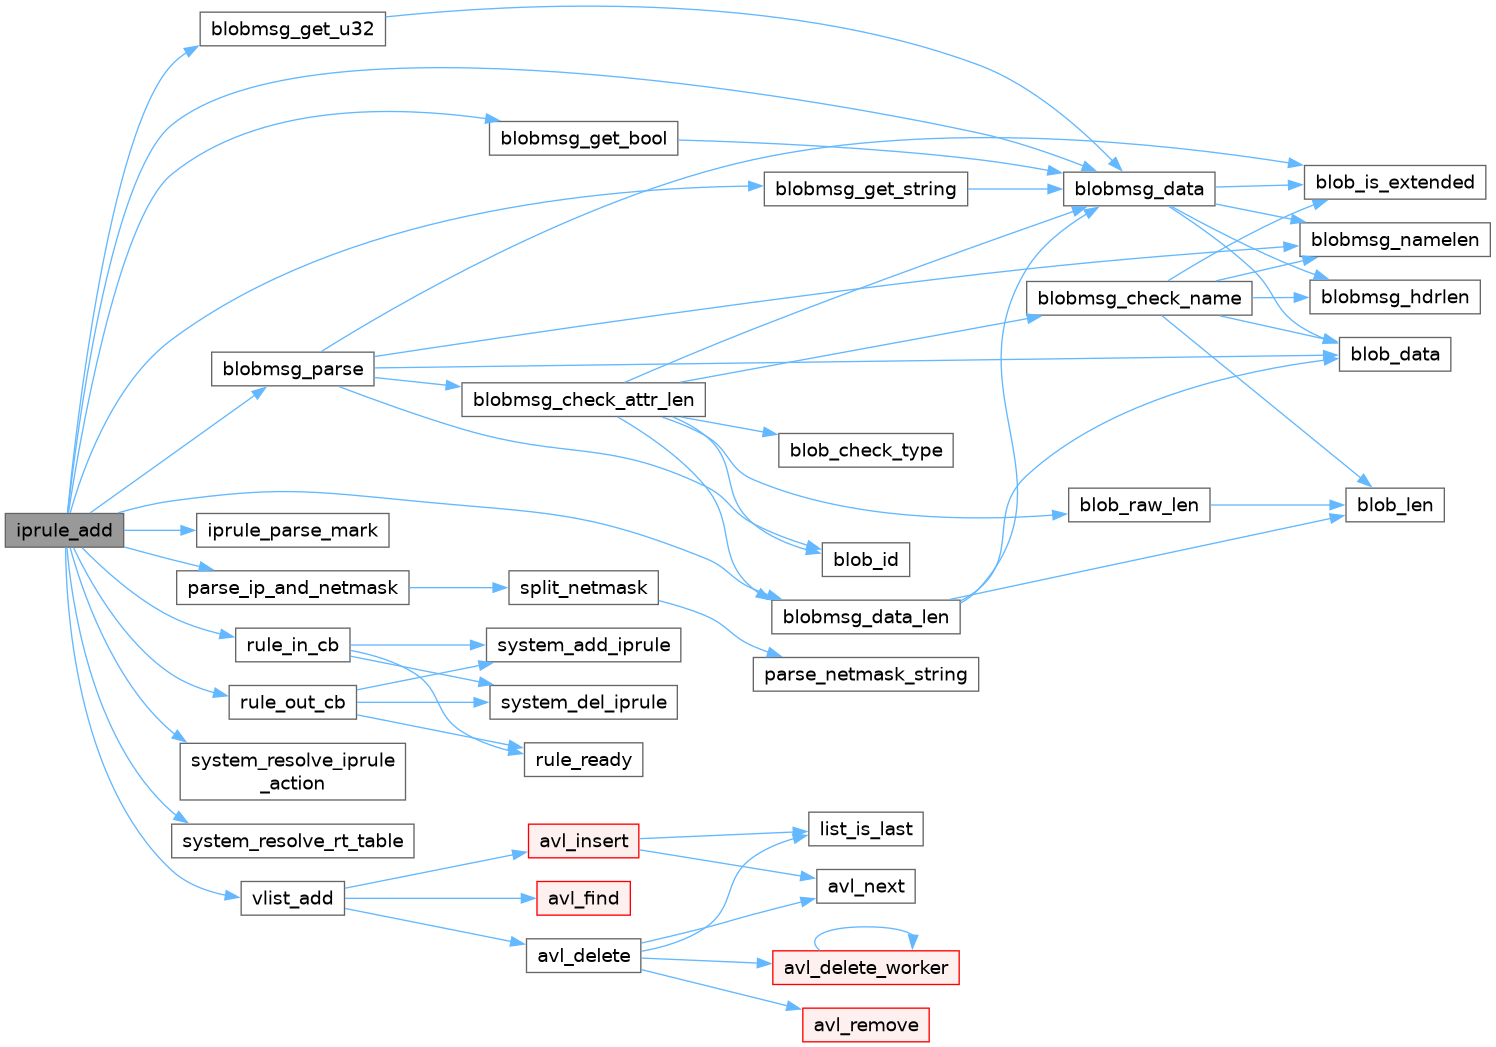 blobmsg_get_u32
blobmsg_get_bool
blobmsg_get_string
blobmsg_data
blob_is_extended
blobmsg_namelen
blobmsg_check_name
blobmsg_hdrlen
blobmsg_parse
blob_data
blobmsg_check_attr_len
blob_check_type
blob_raw_len
blob_len
iprule_add
iprule_parse_mark
blob_id
parse_ip_and_netmask
split_netmask
blobmsg_data_len
rule_in_cb
system_add_iprule
parse_netmask_string
rule_out_cb
system_del_iprule
system_resolve_iprule
_action
rule_ready
system_resolve_rt_table
avl_insert
list_is_last
vlist_add
avl_find
avl_next
avl_delete
avl_delete_worker
avl_remove